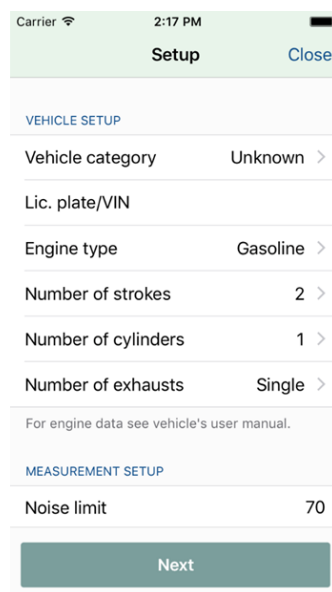 Carrier 2:17 PM
Setup Close
VEHICLE SETUP
Vehicle category Unknown
Lic. plate/VIN
Engine type Gasoline
Number of strokes 2
Number of cylinders 1
Number of exhausts Single
For engine data see vehicle's user manual.
MEASUREMENT SETUP
Noise limit 70
Next